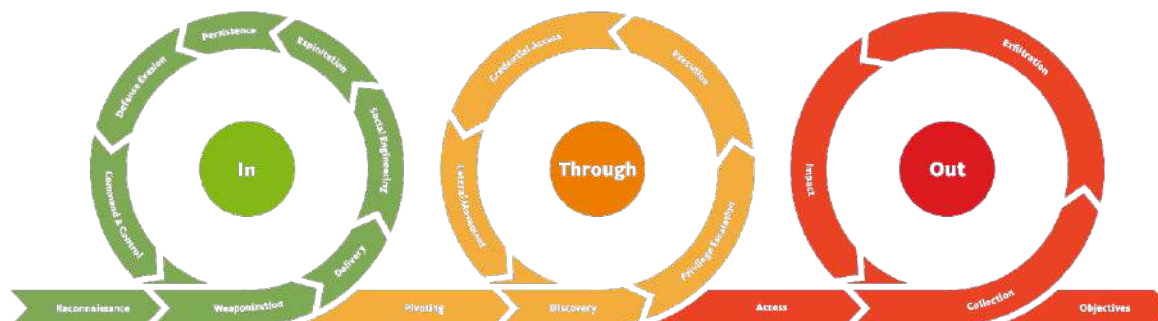 Reconnaissance
Weaponization
Delivery
Social Engineering
Exploitation
Persistence
Defense Evasion
Command & Control
In
Pivoting
Discovery
Privilege Escalation
Execution
Credential Access
Lateral Movement
Through
Access
Collection
Exfiltration
Impact
Out
Objectives